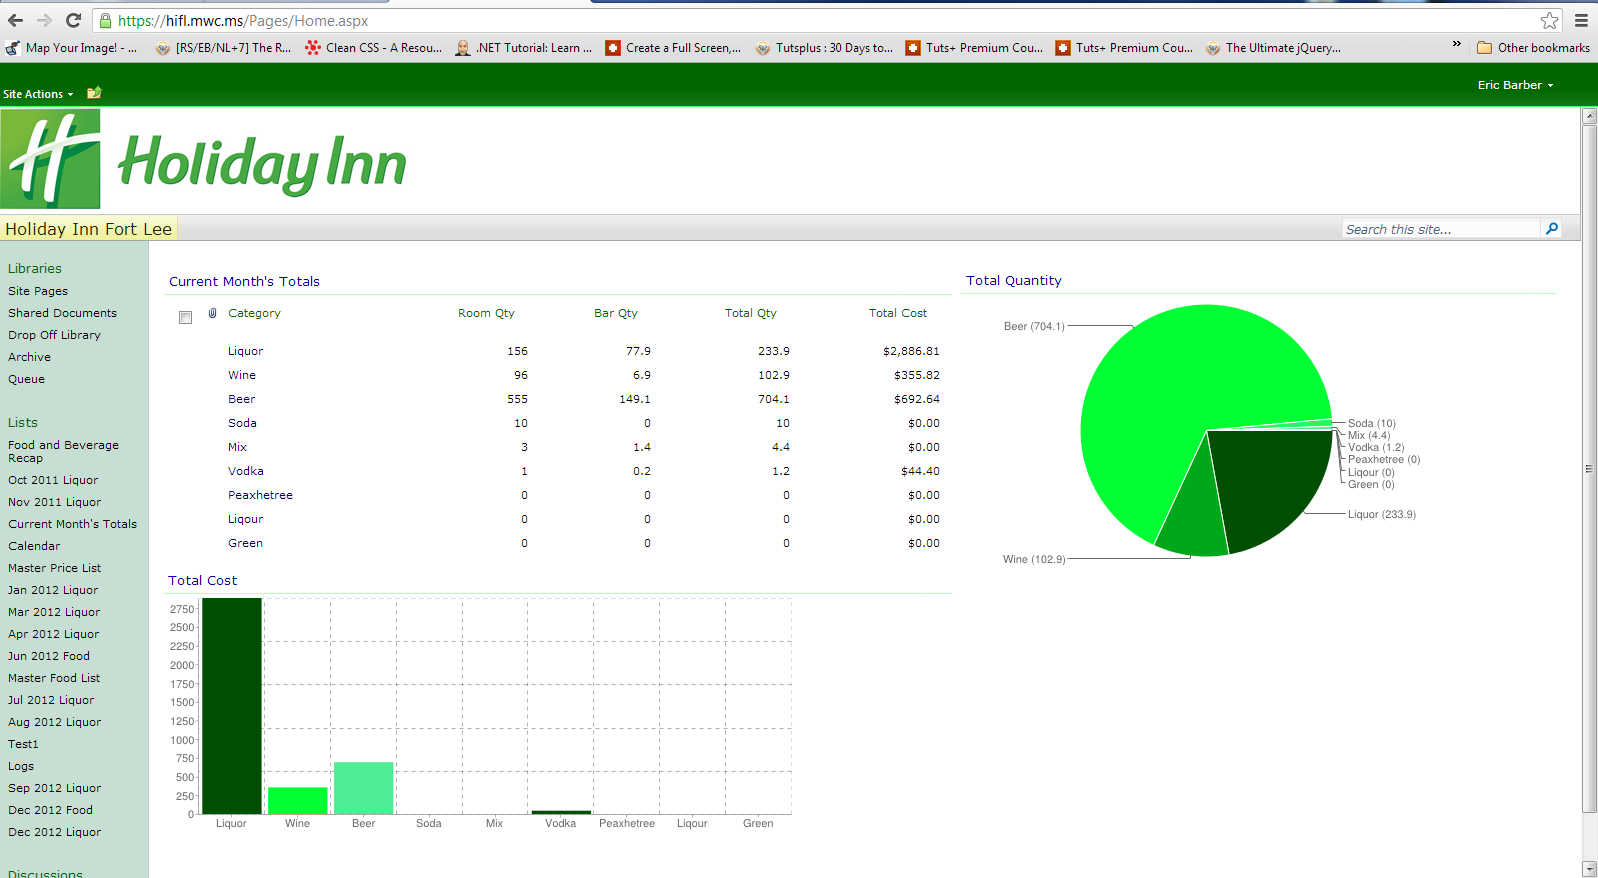 https://hifl.mwc.ms/Pages/Home.aspx
Map Your Image! - ... [RS/EB/NL+7] The R... Clean CSS - A Resou... .NET Tutorial: Learn ... Create a Full Screen,... Tutsplus : 30 Days to... Tuts+ Premium Cou... Tuts+ Premium Cou... The Ultimate jQuery... » Other bookmarks
Eric Barber
Site Actions
Holiday Inn
Holiday Inn Fort Lee
Search this site...
Libraries
Site Pages
Shared Documents
Drop Off Library
Archive
Queue
Lists
Food and Beverage
Recap
Oct 2011 Liquor
Nov 2011 Liquor
Current Month's Totals
Calendar
Master Price List
Jan 2012 Liquor
Mar 2012 Liquor
Apr 2012 Liquor
Jun 2012 Food
Master Food List
Jul 2012 Liquor
Aug 2012 Liquor
Test1
Logs
Sep 2012 Liquor
Dec 2012 Food
Dec 2012 Liquor
Discussions
Current Month's Totals
Category Room Qty Bar Qty Total Qty Total Cost
Liquor 156 77.9 233.9 $2,886.81
Wine 96 6.9 102.9 $355.82
Beer 555 149.1 704.1 $692.64
Soda 10 0 10 $0.00
Mix 3 1.4 4.4 $0.00
Vodka 1 0.2 1.2 $44.40
Peaxhetree 0 0 0 $0.00
Liqour 0 0 0 $0.00
Green 0 0 0 $0.00
Total Cost
2750
2500
2250
2000
1750
1500
1250
1000
750
500
250
0
Liquor Wine Beer Soda Mix Vodka Peaxhetree Liqour Green
Total Quantity
Beer (704.1)
Soda (10)
Mix (4.4)
Vodka (1.2)
Peaxhetree (0)
Liqour (0)
Green (0)
Liquor (233.9)
Wine (102.9)